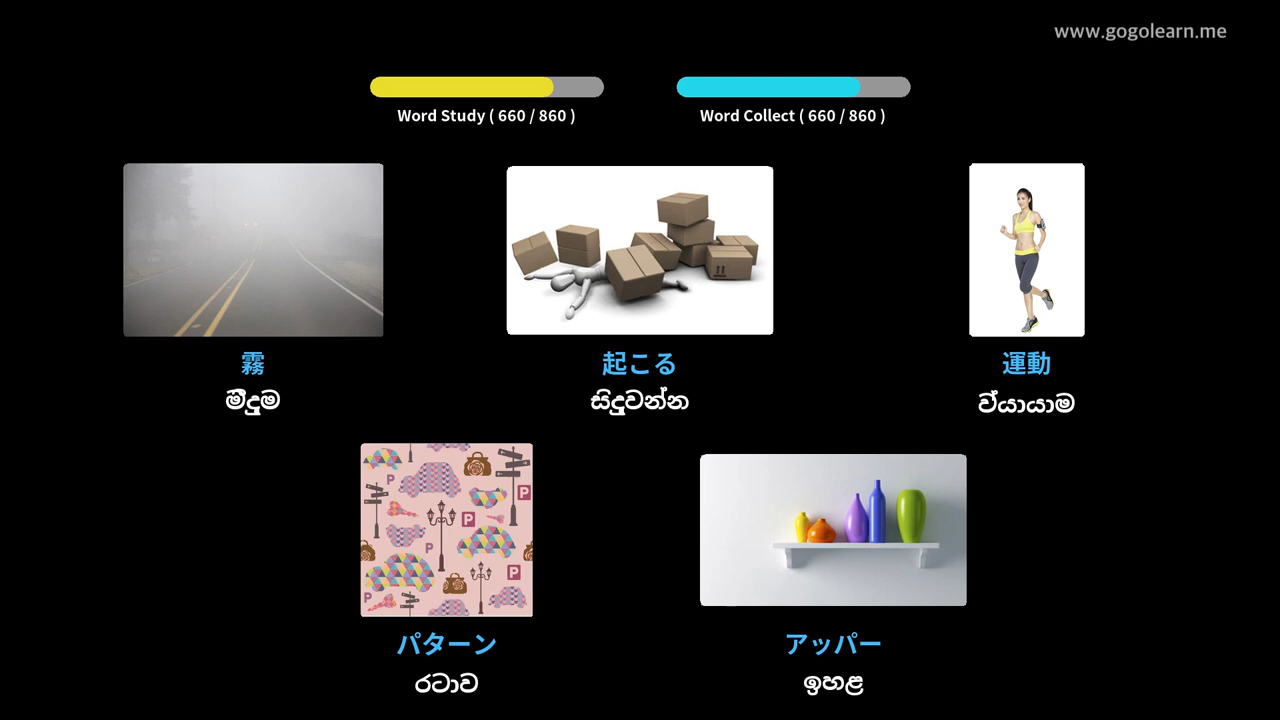 www.gogolearn.me
Word Study ( 660 / 860 )
Word Collect ( 660 / 860 )
霧
මීදුම
起こる
සිදුවන්න
運動
ව්යායාම
P
P
P
P
P
P
パターン
රටාව
アッパー
ඉහළ